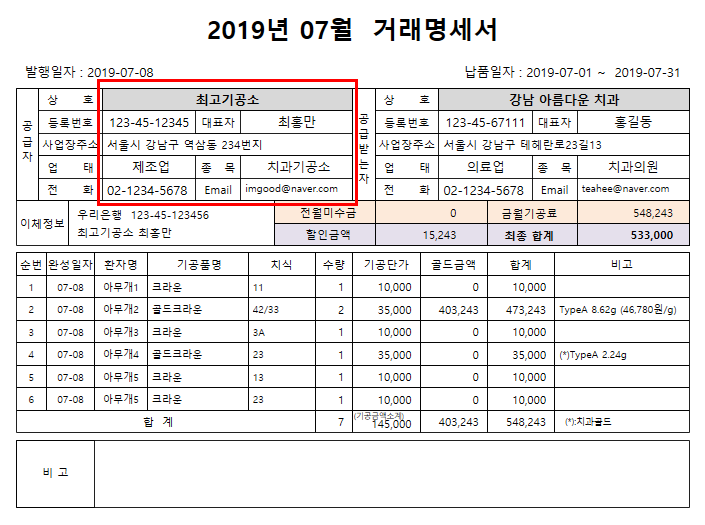 2019년 07월 거래명세서
발행일자 : 2019-07-08 납품일자 : 2019-07-01 ~ 2019-07-31
공급자 상 호 최고기공소 공급받는자 상 호 강남 아름다운 치과
등록번호 123-45-12345 대표자 최홍만 등록번호 123-45-67111 대표자 홍길동
사업장주소 서울시 강남구 역삼동 234번지 사업장주소 서울시 강남구 테헤란로23길13
업 태 제조업 종 목 치과기공소 업 태 의료업 종 목 치과의원
전 화 02-1234-5678 Email imgood@naver.com 전 화 02-1234-5678 Email teahee@naver.com
이체정보 우리은행 123-45-123456 전월미수금 0 금월기공료 548,243
최고기공소 최홍만 할인금액 15,243 최종 합계 533,000
순번 완성일자 환자명 기공품명 치식 수량 기공단가 골드금액 합계 비고
1 07-08 아무개1 크라운 11 1 10,000 0 10,000
2 07-08 아무개2 골드크라운 42/33 2 35,000 403,243 473,243 TypeA 8.62g (46,780원/g)
3 07-08 아무개3 크라운 3A 1 10,000 0 10,000
4 07-08 아무개4 골드크라운 23 1 35,000 0 35,000 (*)TypeA 2.24g
5 07-08 아무개5 크라운 13 1 10,000 0 10,000
6 07-08 아무개5 크라운 23 1 10,000 0 10,000
합 계 7 (기공금액소계) 145,000 403,243 548,243 (*):치과골드
비 고